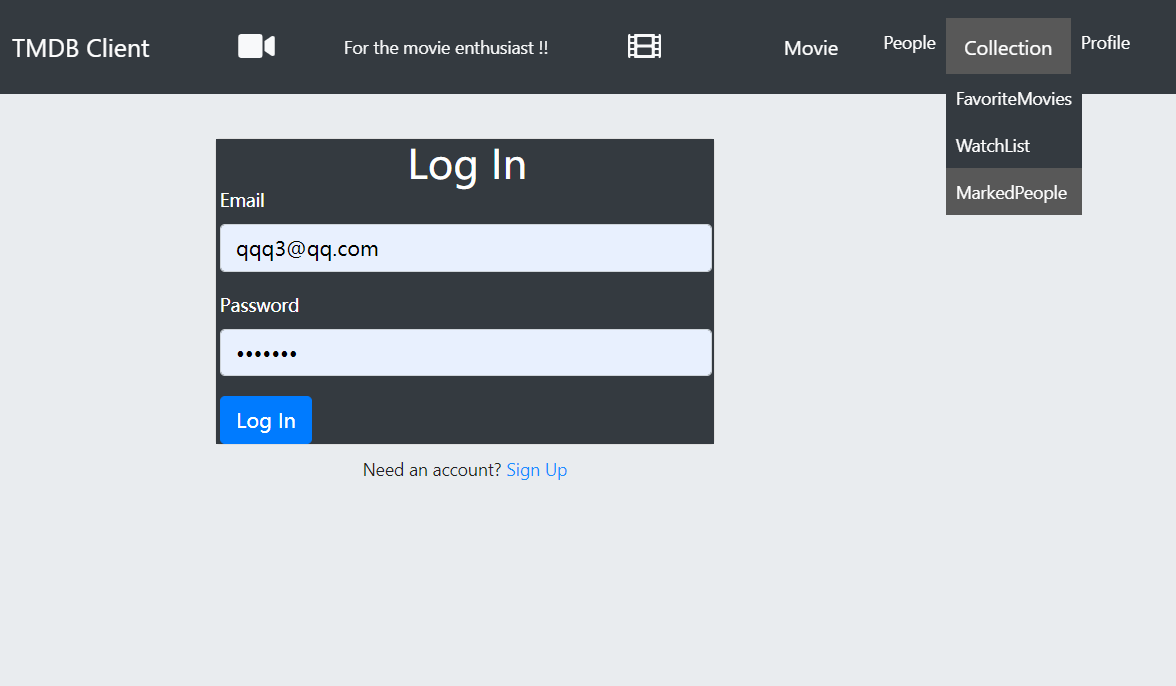 TMDB Client For the movie enthusiast !! Movie People Collection Profile
FavoriteMovies
WatchList
MarkedPeople
Log In
Email
qqq3@qq.com
Password
•••••••
Log In
Need an account? Sign Up